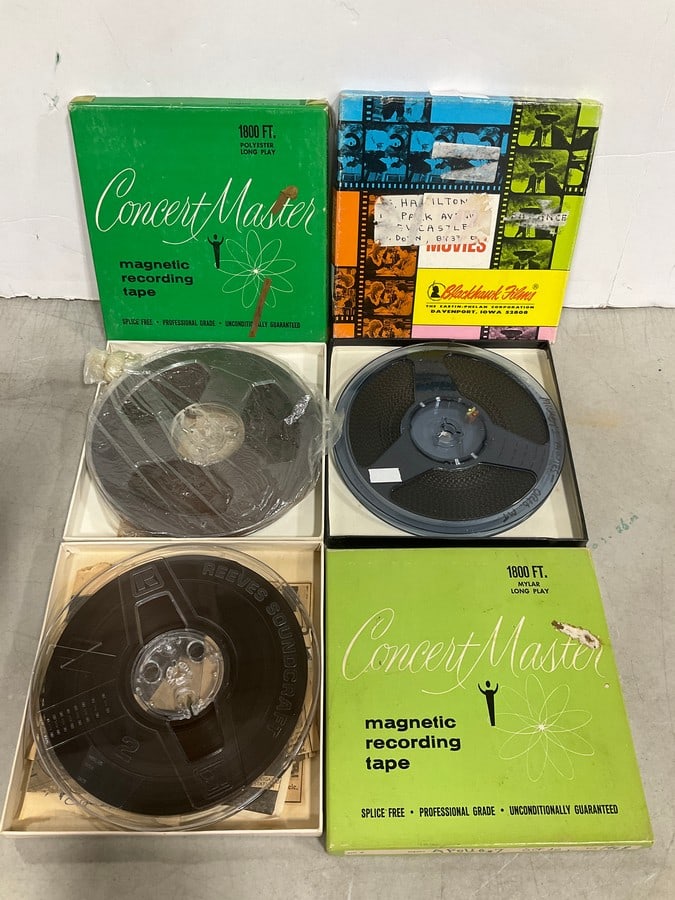 1800 FT.
POLYESTER
LONG PLAY
Concert Master
magnetic
recording
tape
SPLICE FREE • PROFESSIONAL GRADE • UNCONDITIONALLY GUARANTEED
HAMILTON
PARK AVE
CASTLE
MOVIES
Blackhawk Films®
THE EASTIN-PHELAN CORPORATION
DAVENPORT, IOWA 52808
REEVES SOUNDCRAFT
1800 FT.
MYLAR
LONG PLAY
Concert Master
magnetic
recording
tape
SPLICE FREE • PROFESSIONAL GRADE • UNCONDITIONALLY GUARANTEED